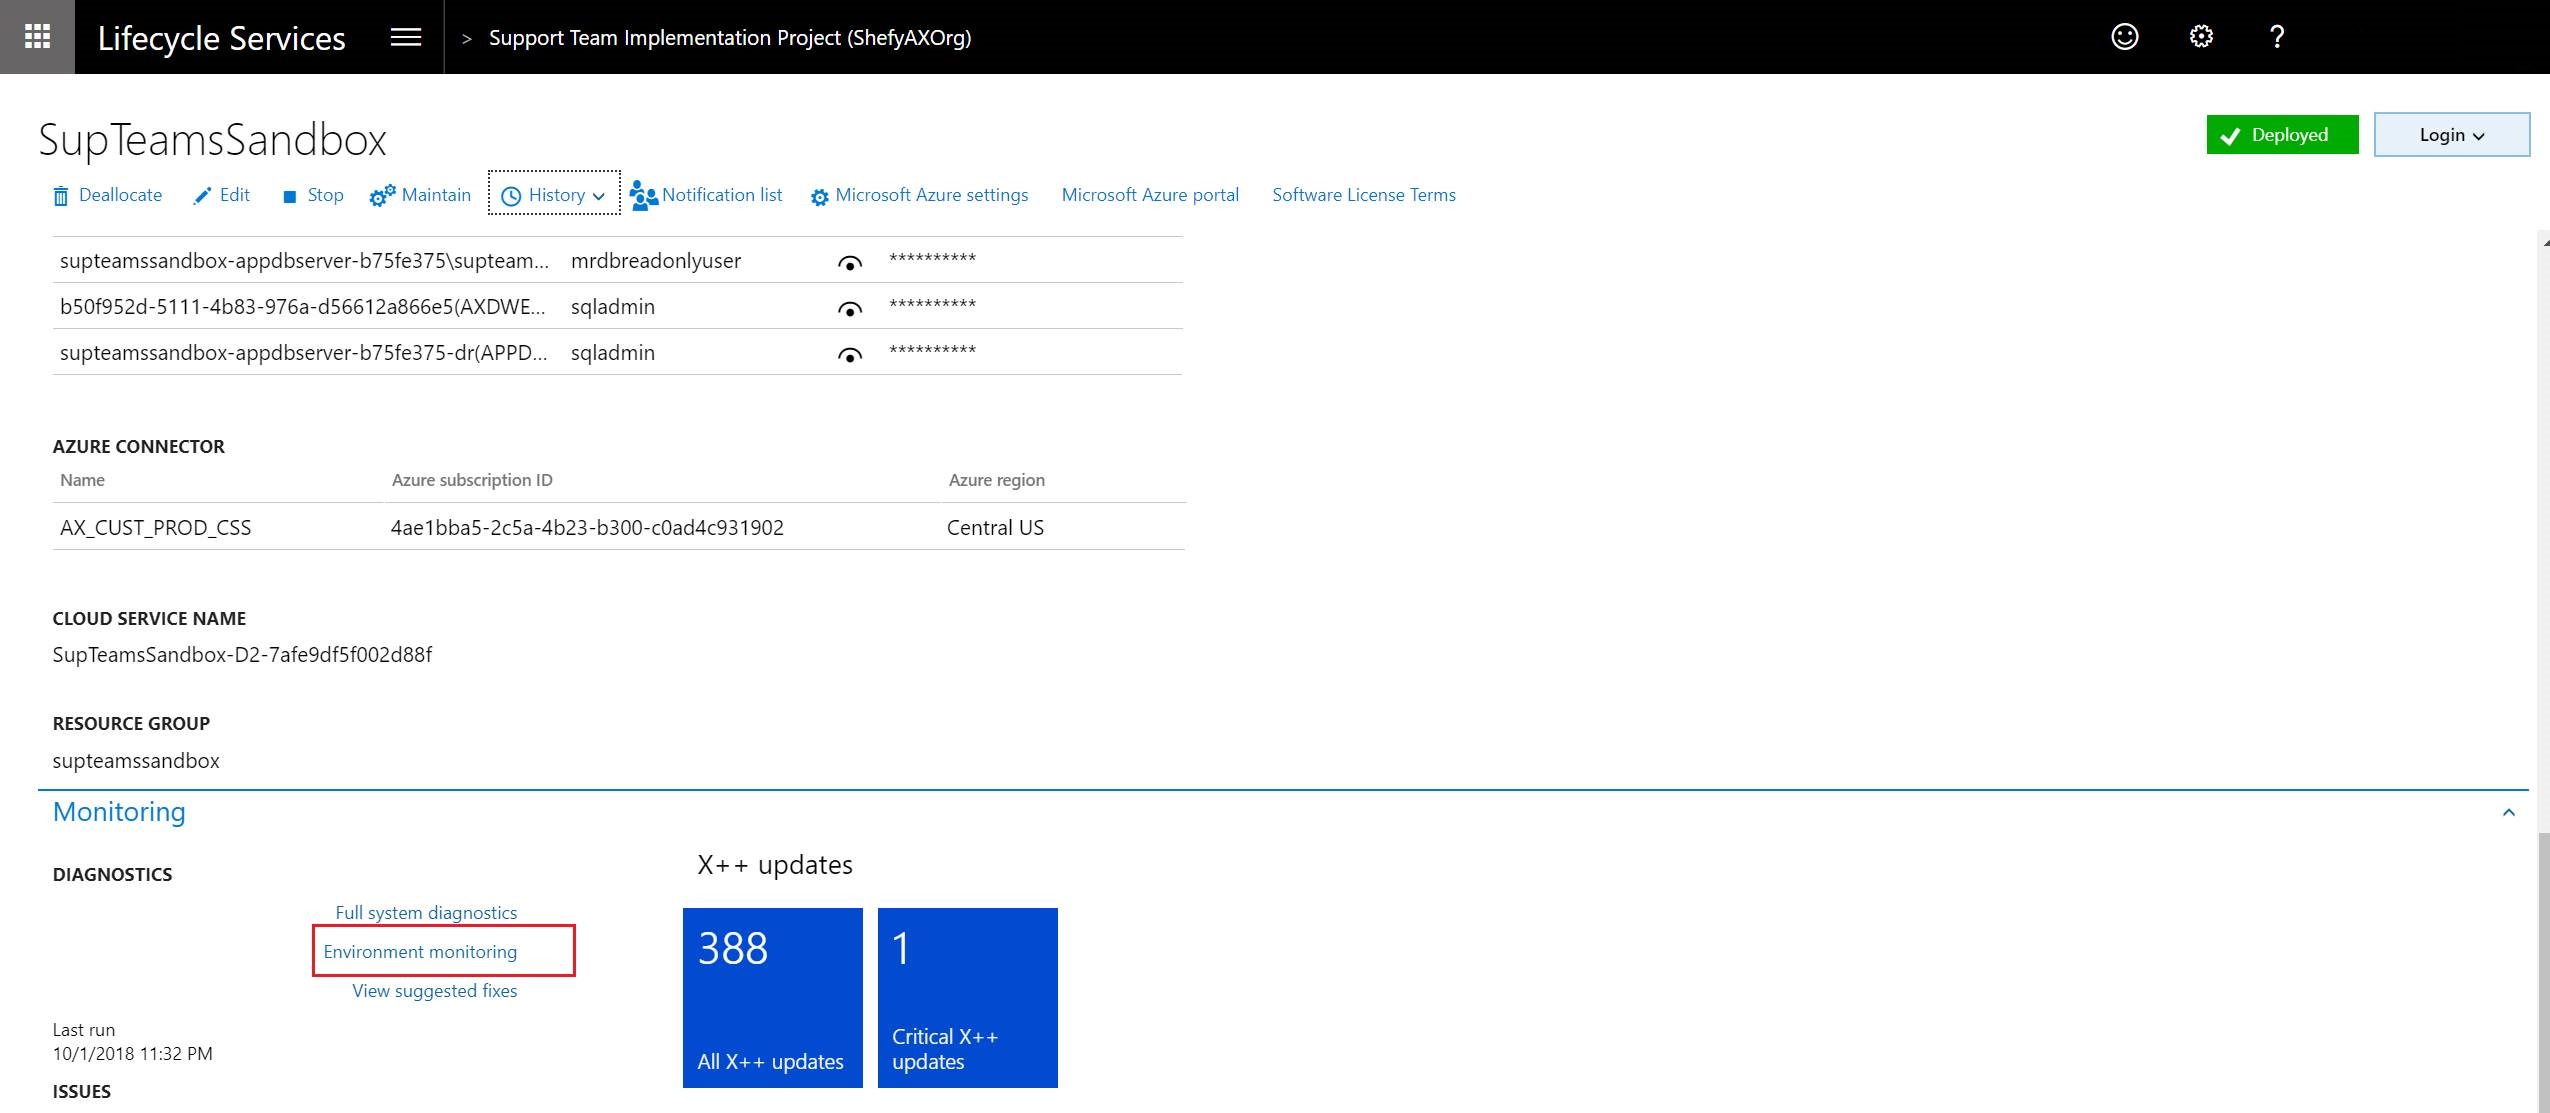 Lifecycle Services > Support Team Implementation Project (ShefyAXOrg) ?
SupTeamsSandbox
Deployed Login
Deallocate Edit Stop Maintain History Notification list Microsoft Azure settings Microsoft Azure portal Software License Terms
supteamssandbox-appdbserver-b75fe375\supteam... mrdbreadonlyuser **********
b50f952d-5111-4b83-976a-d56612a866e5(AXDWE... sqladmin **********
supteamssandbox-appdbserver-b75fe375-dr(APPD... sqladmin **********
AZURE CONNECTOR
Name Azure subscription ID Azure region
AX_CUST_PROD_CSS 4ae1bba5-2c5a-4b23-b300-c0ad4c931902 Central US
CLOUD SERVICE NAME
SupTeamsSandbox-D2-7afe9df5f002d88f
RESOURCE GROUP
supteamssandbox
Monitoring
DIAGNOSTICS
Full system diagnostics
Environment monitoring
View suggested fixes
Last run
10/1/2018 11:32 PM
ISSUES
X++ updates
388
All X++ updates
1
Critical X++
updates